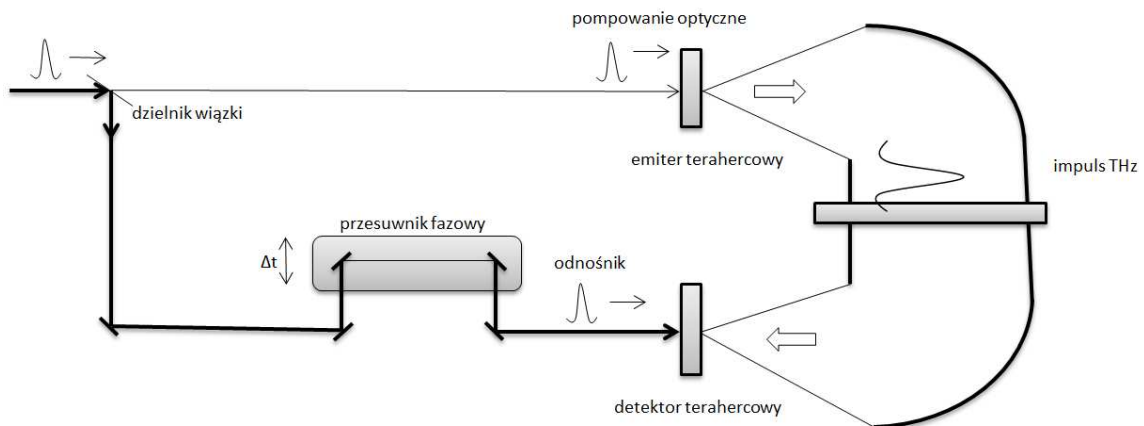 pompowanie optyczne
dzielnik wiązki
emiter terahercowy
impuls THz
przesuwnik fazowy
Δt
odnośnik
detektor terahercowy